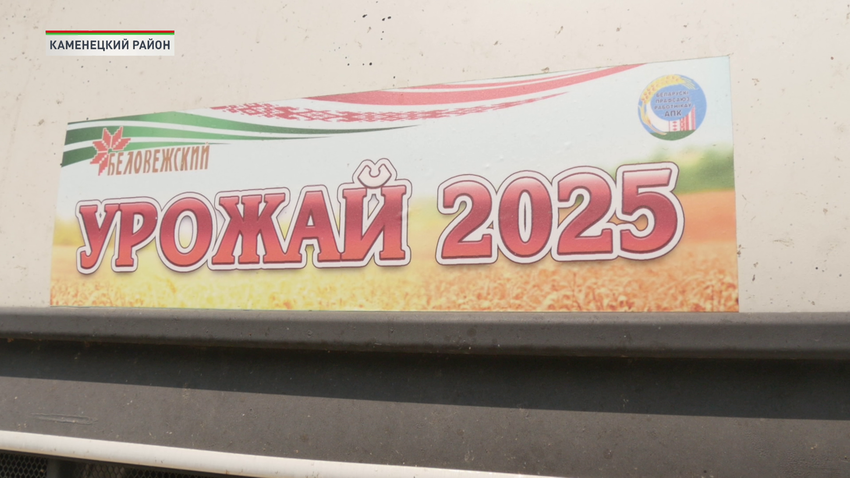 КАМЕНЕЦКИЙ РАЙОН
БЕЛОВЕЖСКИЙ
АПК
УРОЖАЙ 2025